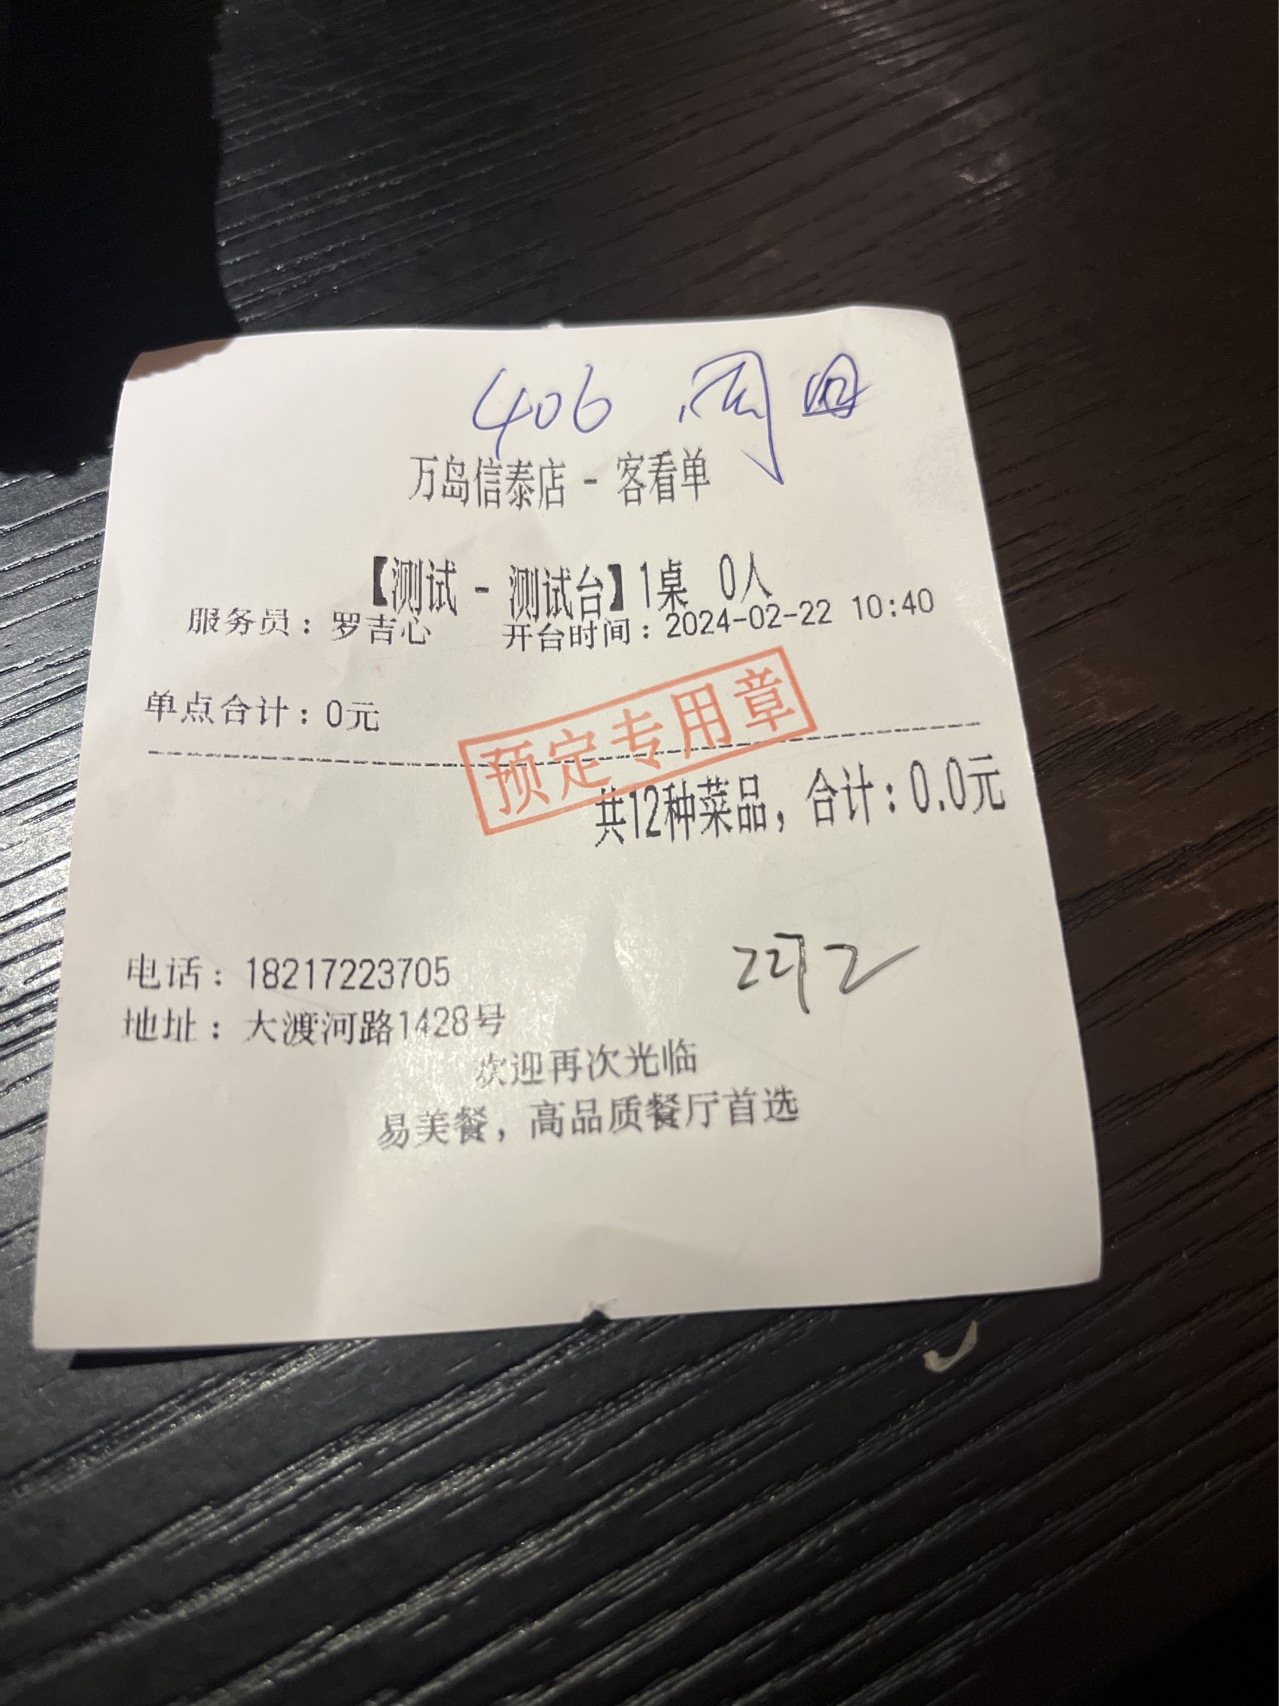 406
万岛信泰店 - 客看单
【测试 - 测试台】1桌 0人
服务员：罗吉心 开台时间：2024-02-22 10:40
单点合计：0元
预定专用章
共12种菜品，合计：0.0元
电话：18217223705
地址：大渡河路1428号
欢迎再次光临
易美餐，高品质餐厅首选